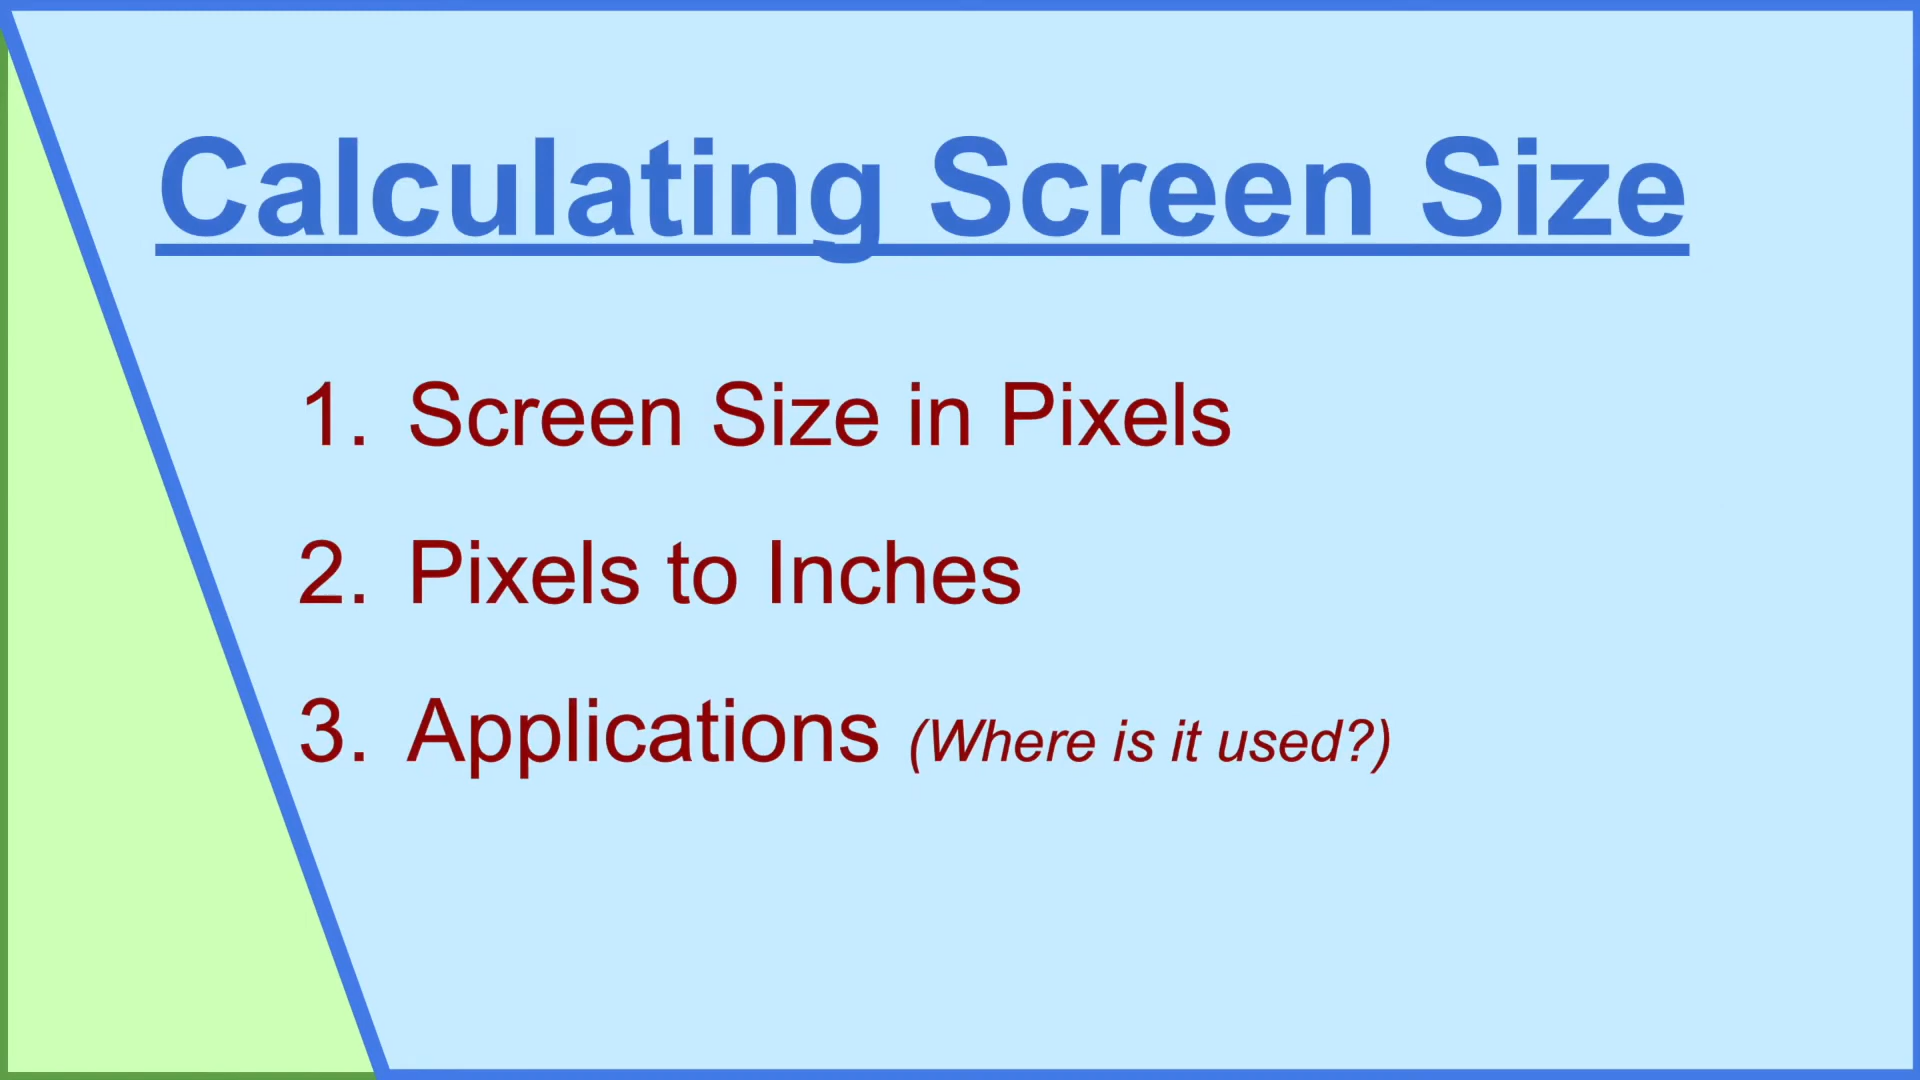 Calculating Screen Size
1. Screen Size in Pixels
2. Pixels to Inches
3. Applications (Where is it used?)